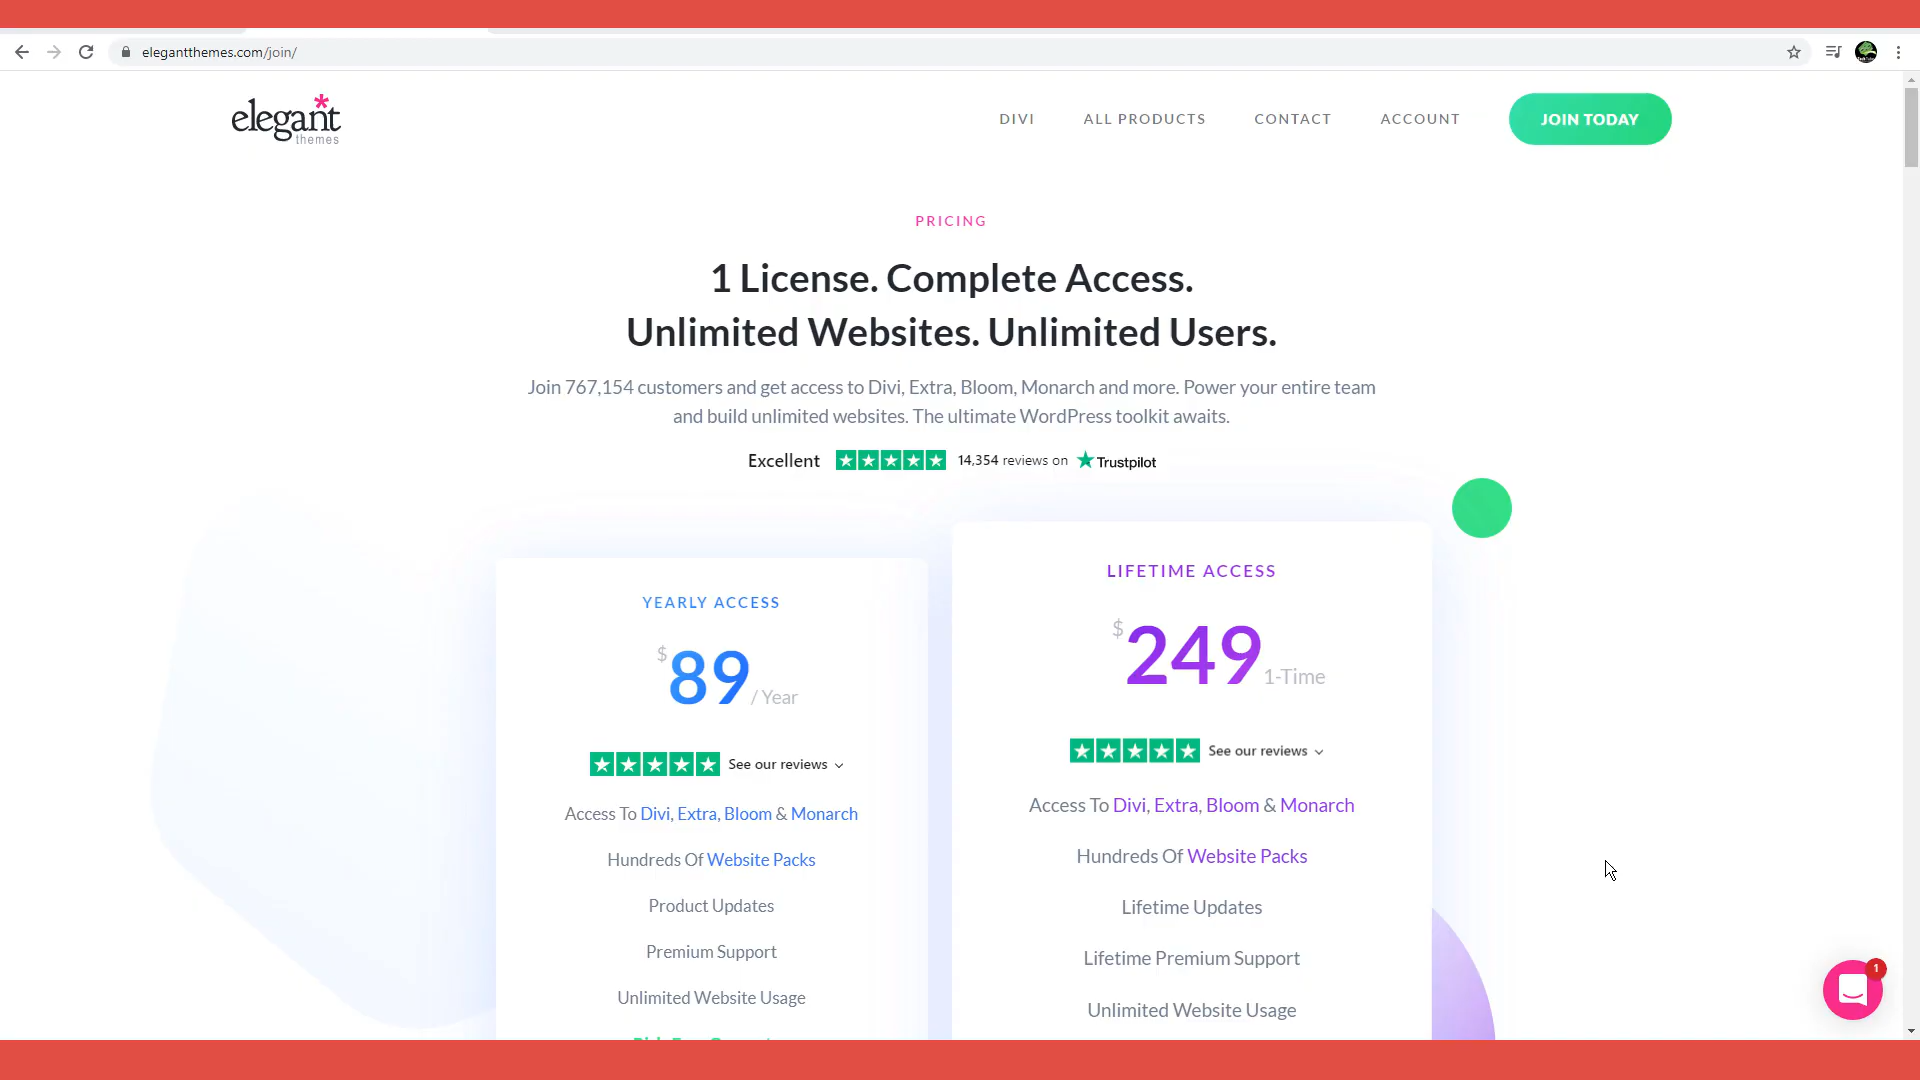 elegantthemes.com/join/
elegant
themes
DIVI
ALL PRODUCTS
CONTACT
ACCOUNT
JOIN TODAY
PRICING
1 License. Complete Access.
Unlimited Websites. Unlimited Users.
Join 767,154 customers and get access to Divi, Extra, Bloom, Monarch and more. Power your entire team
and build unlimited websites. The ultimate WordPress toolkit awaits.
Excellent 14,354 reviews on Trustpilot
YEARLY ACCESS
$89/ Year
See our reviews
Access To Divi, Extra, Bloom & Monarch
Hundreds Of Website Packs
Product Updates
Premium Support
Unlimited Website Usage
LIFETIME ACCESS
$249 1-Time
See our reviews
Access To Divi, Extra, Bloom & Monarch
Hundreds Of Website Packs
Lifetime Updates
Lifetime Premium Support
Unlimited Website Usage
1